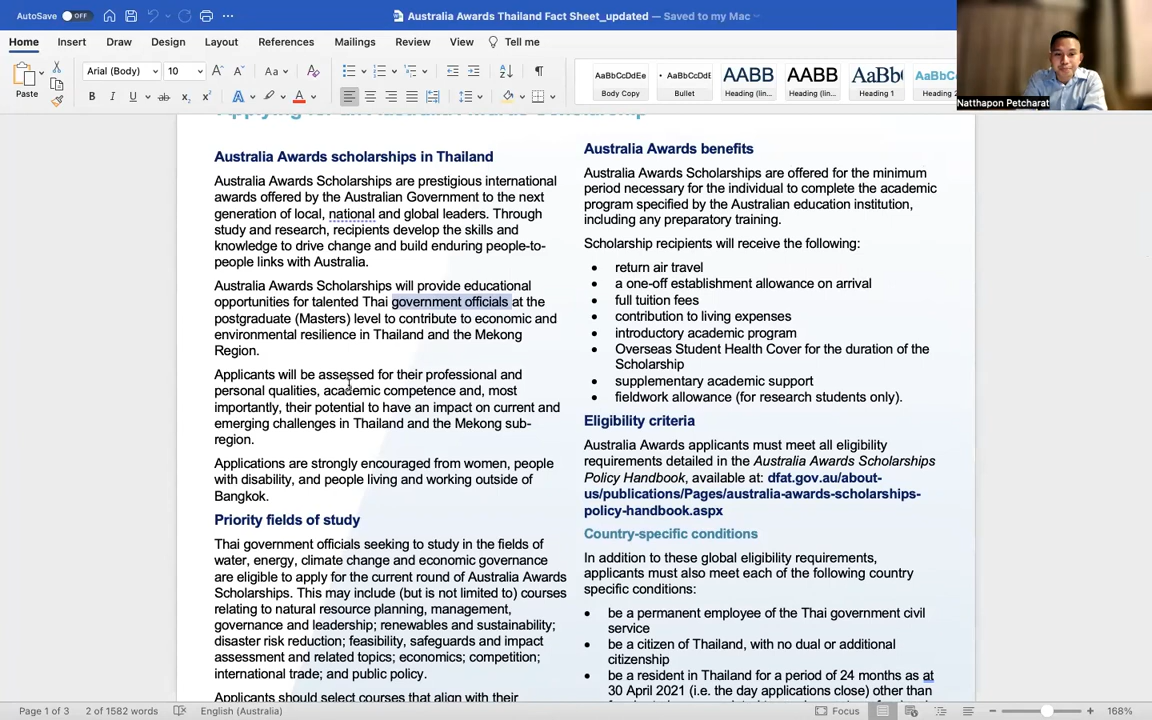 AutoSave OFF
Australia Awards Thailand Fact Sheet_updated — Saved to my Mac
Home Insert Draw Design Layout References Mailings Review View Tell me
Paste
Arial (Body) 10
AaBbCcDdEe
Body Copy
AaBbCcDdE
Bullet
AABB
Heading (lin...
AABB
Heading (lin...
AaBb(
Heading 1
AaBbCc
Heading 2
Natthapon Petcharat
Applying for an Australia Awards Scholarship
Australia Awards scholarships in Thailand
Australia Awards Scholarships are prestigious international
awards offered by the Australian Government to the next
generation of local, national and global leaders. Through
study and research, recipients develop the skills and
knowledge to drive change and build enduring people-to-
people links with Australia.
Australia Awards Scholarships will provide educational
opportunities for talented Thai government officials at the
postgraduate (Masters) level to contribute to economic and
environmental resilience in Thailand and the Mekong
Region.
Applicants will be assessed for their professional and
personal qualities, academic competence and, most
importantly, their potential to have an impact on current and
emerging challenges in Thailand and the Mekong sub-
region.
Applications are strongly encouraged from women, people
with disability, and people living and working outside of
Bangkok.
Priority fields of study
Thai government officials seeking to study in the fields of
water, energy, climate change and economic governance
are eligible to apply for the current round of Australia Awards
Scholarships. This may include (but is not limited to) courses
relating to natural resource planning, management,
governance and leadership; renewables and sustainability;
disaster risk reduction; feasibility, safeguards and impact
assessment and related topics; economics; competition;
international trade; and public policy.
Applicants should select courses that align with their
Australia Awards benefits
Australia Awards Scholarships are offered for the minimum
period necessary for the individual to complete the academic
program specified by the Australian education institution,
including any preparatory training.
Scholarship recipients will receive the following:
• return air travel
• a one-off establishment allowance on arrival
• full tuition fees
• contribution to living expenses
• introductory academic program
• Overseas Student Health Cover for the duration of the
Scholarship
• supplementary academic support
• fieldwork allowance (for research students only).
Eligibility criteria
Australia Awards applicants must meet all eligibility
requirements detailed in the Australia Awards Scholarships
Policy Handbook, available at: dfat.gov.au/about-
us/publications/Pages/australia-awards-scholarships-
policy-handbook.aspx
Country-specific conditions
In addition to these global eligibility requirements,
applicants must also meet each of the following country
specific conditions:
• be a permanent employee of the Thai government civil
service
• be a citizen of Thailand, with no dual or additional
citizenship
• be a resident in Thailand for a period of 24 months as at
30 April 2021 (i.e. the day applications close) other than
Page 1 of 3 2 of 1582 words English (Australia) Focus 168%